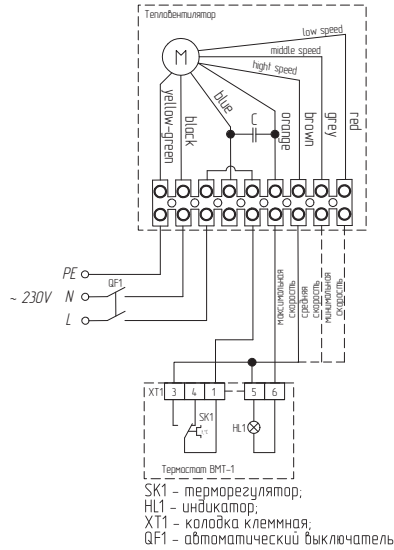 Тепловентилятор
low speed
middle speed
hight speed
M
yellow-green
black
blue
C
orange
brown
grey
red
PE
QF1
~ 230V
N
L
максимальная
скорость
средняя
скорость
минимальная
скорость
XT1 3 4 1 5 6
SK1
t°C
HL1
Термостат ВМТ-1
SK1 - терморегулятор;
HL1 - индикатор;
XT1 - колодка клеммная;
QF1 - автоматический выключатель